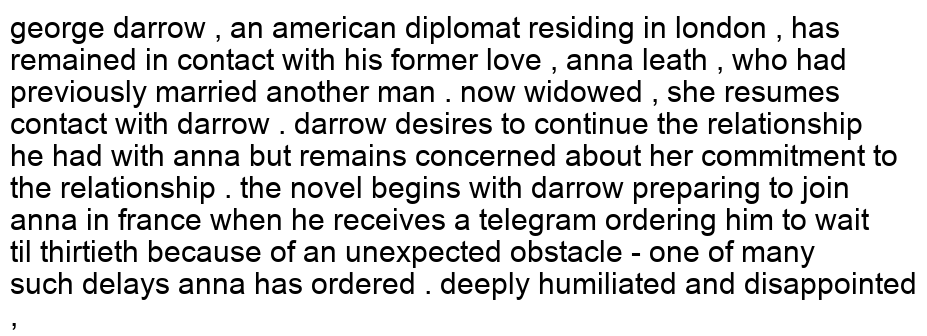 george darrow , an american diplomat residing in london , has
remained in contact with his former love , anna leath , who had
previously married another man . now widowed , she resumes
contact with darrow . darrow desires to continue the relationship
he had with anna but remains concerned about her commitment to
the relationship . the novel begins with darrow preparing to join
anna in france when he receives a telegram ordering him to wait
til thirtieth because of an unexpected obstacle - one of many
such delays anna has ordered . deeply humiliated and disappointed
,